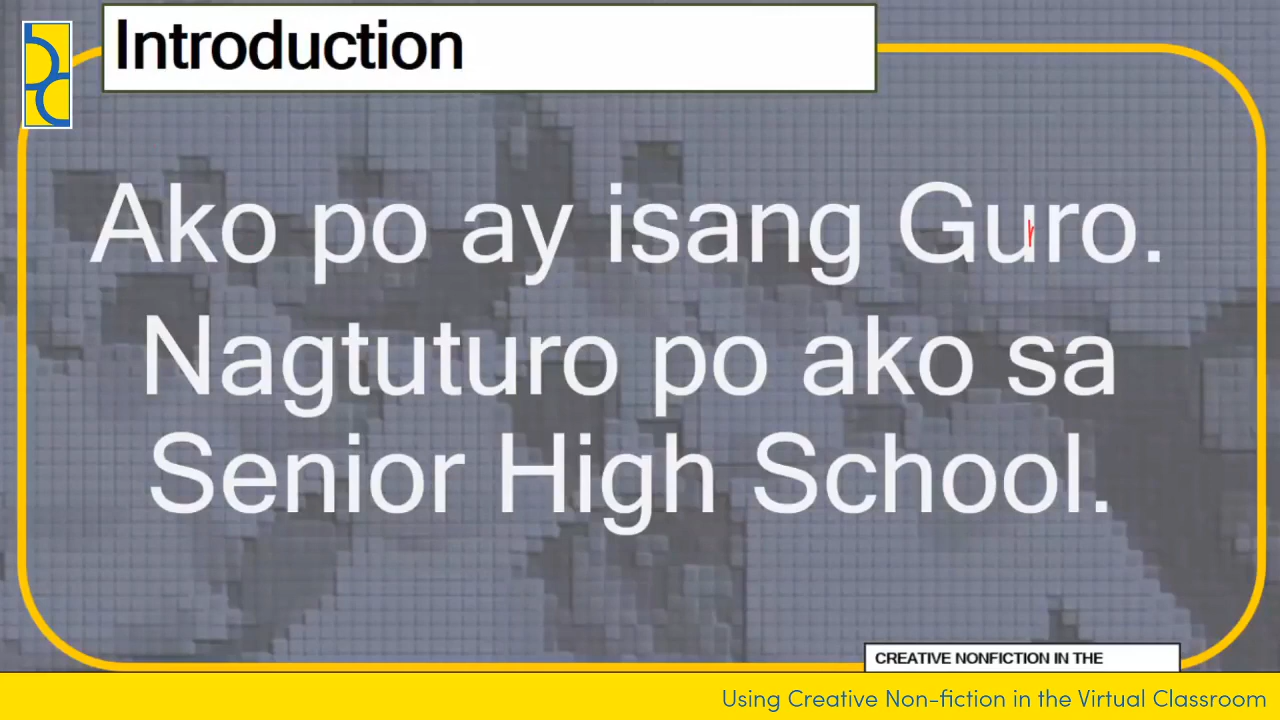 Introduction
Ako po ay isang Guro.
Nagtuturo po ako sa
Senior High School.
CREATIVE NONFICTION IN THE
Using Creative Non-fiction in the Virtual Classroom